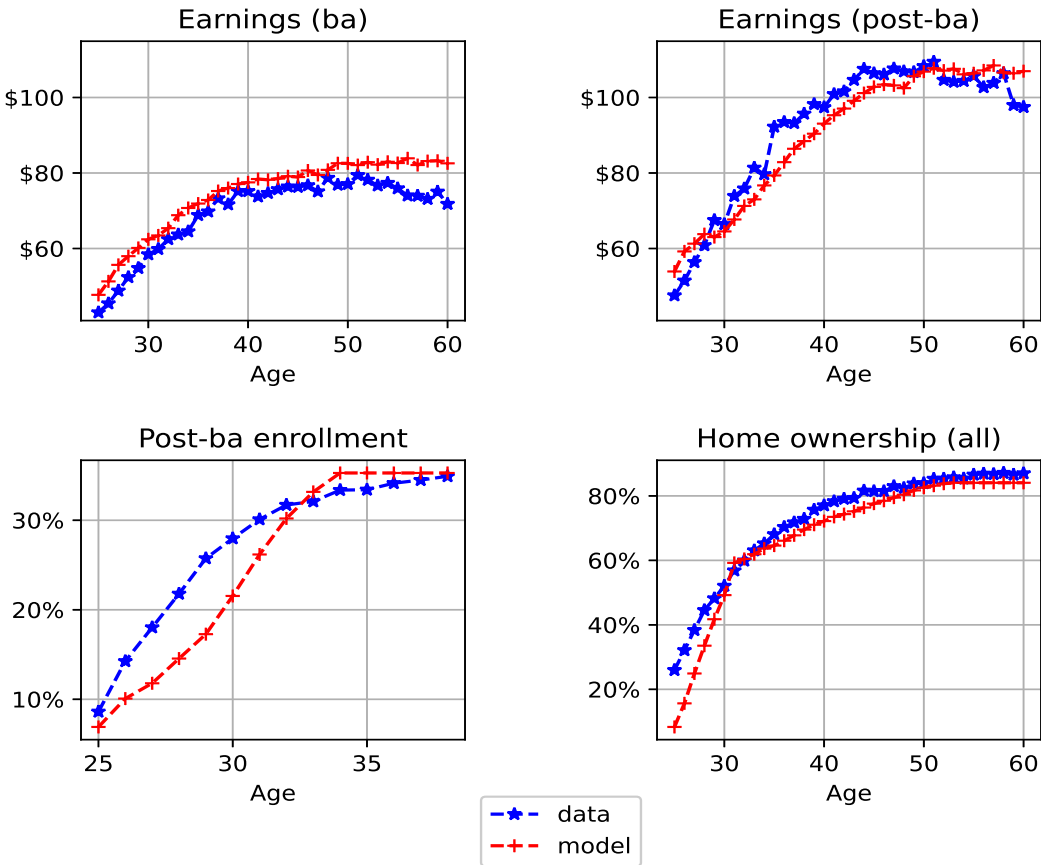 Earnings (ba)
$100
$80
$60
30 40 50 60
Age
Earnings (post-ba)
$100
$80
$60
30 40 50 60
Age
Post-ba enrollment
30%
20%
10%
25 30 35
Age
Home ownership (all)
80%
60%
40%
20%
30 40 50 60
Age
data
model